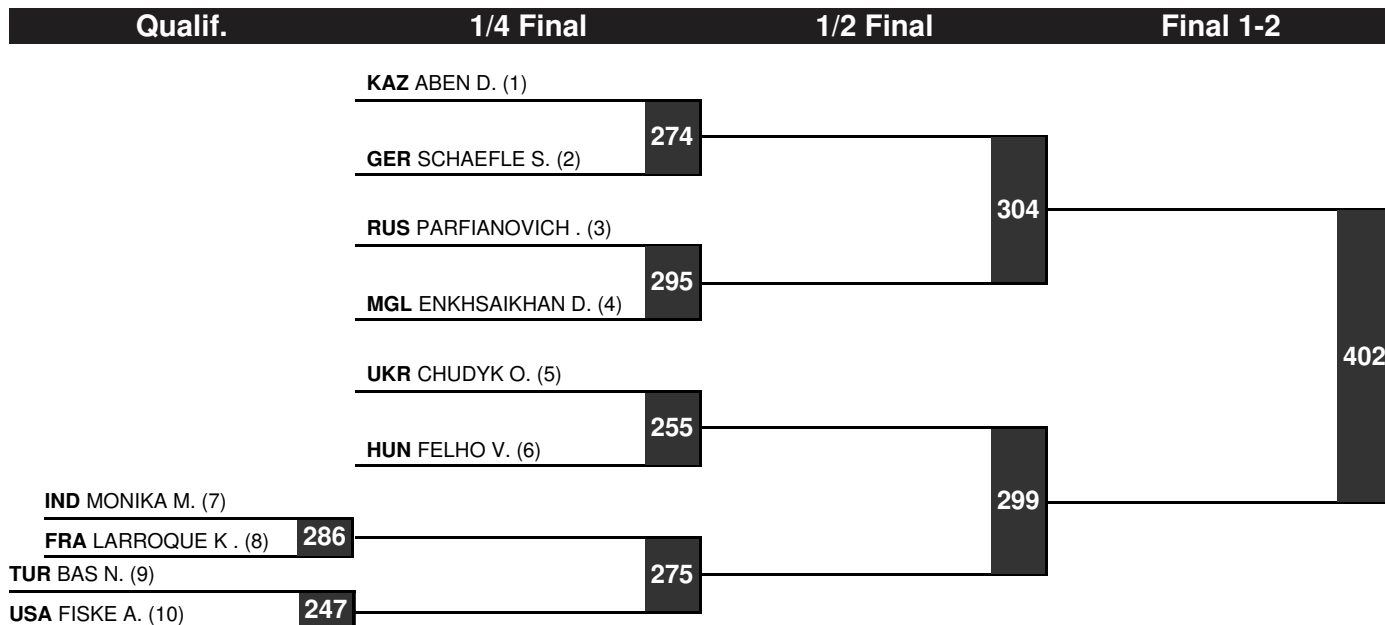 Qualif. 1/4 Final 1/2 Final Final 1-2
KAZ ABEN D. (1)
274
GER SCHAEFLE S. (2)
304
RUS PARFIANOVICH . (3)
295
MGL ENKHSAIKHAN D. (4)
402
UKR CHUDYK O. (5)
255
HUN FELHO V. (6)
299
IND MONIKA M. (7)
286
FRA LARROQUE K . (8)
275
TUR BAS N. (9)
247
USA FISKE A. (10)